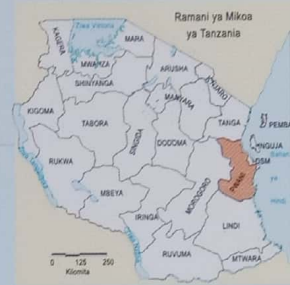 Ramani ya Mikoa
ya Tanzania
Ziwa Victoria
KAGERA
MARA
MWANZA
ARUSHA
SHINYANGA
KIGOMA
MANYARA
TANGA
PEMBA
TABORA
SINGIDA
DODOMA
UNGUJA
DSM
PWANI
RUKWA
MOROGORO
MBEYA
IRINGA
LINDI
RUVUMA
MTWARA
0 125 250
Kilomita